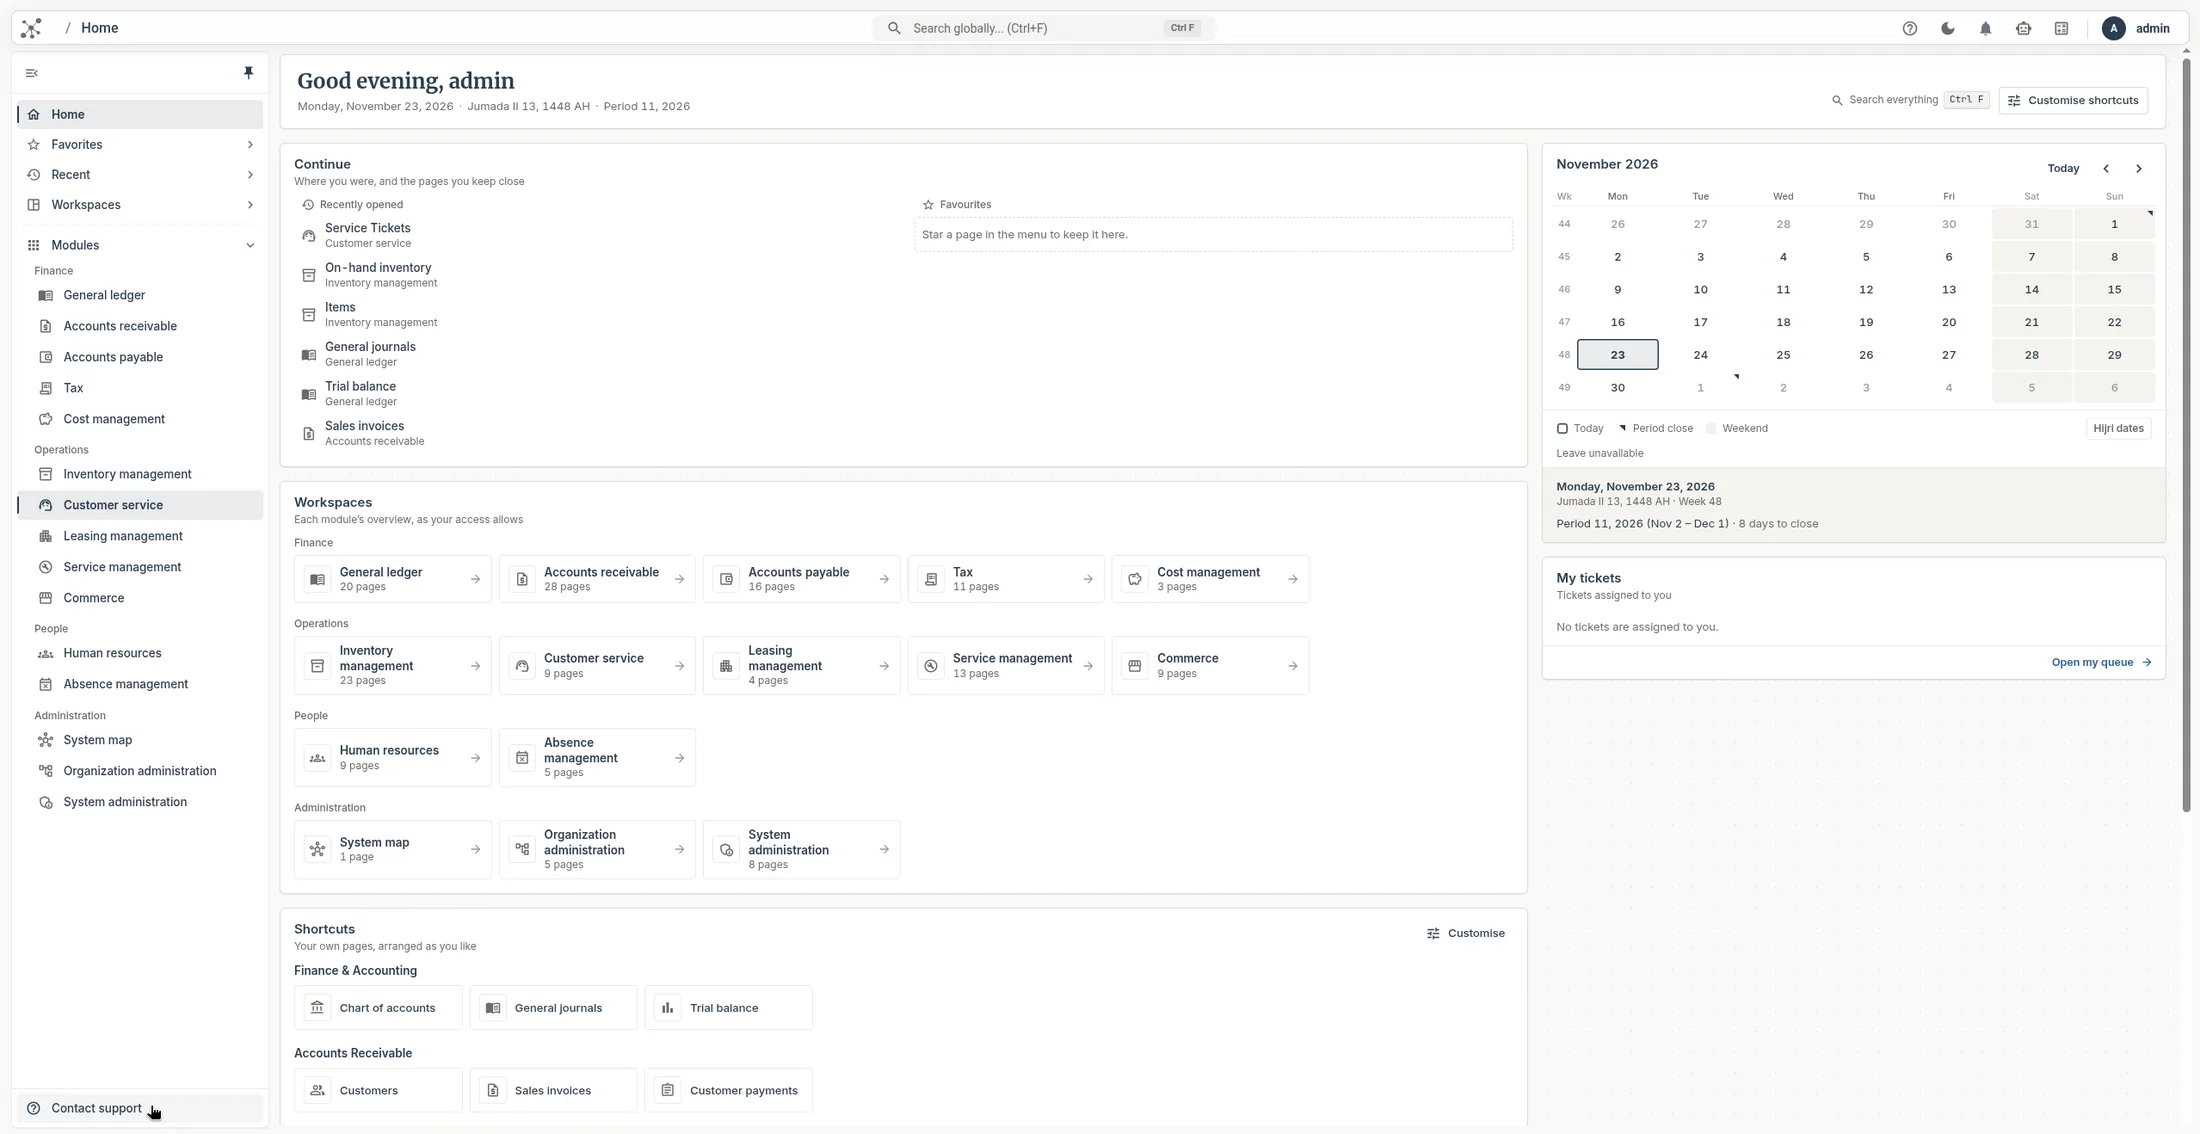 / Home
Search globally... (Ctrl+F)
Ctrl F
A
admin
Home
Favorites
Recent
Workspaces
Modules
Finance
General ledger
Accounts receivable
Accounts payable
Tax
Cost management
Operations
Inventory management
Customer service
Leasing management
Service management
Commerce
People
Human resources
Absence management
Administration
System map
Organization administration
System administration
Contact support
Good evening, admin
Monday, November 23, 2026 · Jumada II 13, 1448 AH · Period 11, 2026
Search everything Ctrl F
Customise shortcuts
Continue
Where you were, and the pages you keep close
Recently opened
Service Tickets
Customer service
On-hand inventory
Inventory management
Items
Inventory management
General journals
General ledger
Trial balance
General ledger
Sales invoices
Accounts receivable
Favourites
Star a page in the menu to keep it here.
Workspaces
Each module's overview, as your access allows
Finance
General ledger
20 pages
Accounts receivable
28 pages
Accounts payable
16 pages
Tax
11 pages
Cost management
3 pages
Operations
Inventory
management
23 pages
Customer service
9 pages
Leasing
management
4 pages
Service management
13 pages
Commerce
9 pages
People
Human resources
9 pages
Absence
management
5 pages
Administration
System map
1 page
Organization
administration
5 pages
System
administration
8 pages
Shortcuts
Your own pages, arranged as you like
Customise
Finance & Accounting
Chart of accounts
General journals
Trial balance
Accounts Receivable
Customers
Sales invoices
Customer payments
November 2026
Today
Wk Mon Tue Wed Thu Fri Sat Sun
44 26 27 28 29 30 31 1
45 2 3 4 5 6 7 8
46 9 10 11 12 13 14 15
47 16 17 18 19 20 21 22
48 23 24 25 26 27 28 29
49 30 1 2 3 4 5 6
Today Period close Weekend
Hijri dates
Leave unavailable
Monday, November 23, 2026
Jumada II 13, 1448 AH · Week 48
Period 11, 2026 (Nov 2 – Dec 1) · 8 days to close
My tickets
Tickets assigned to you
No tickets are assigned to you.
Open my queue